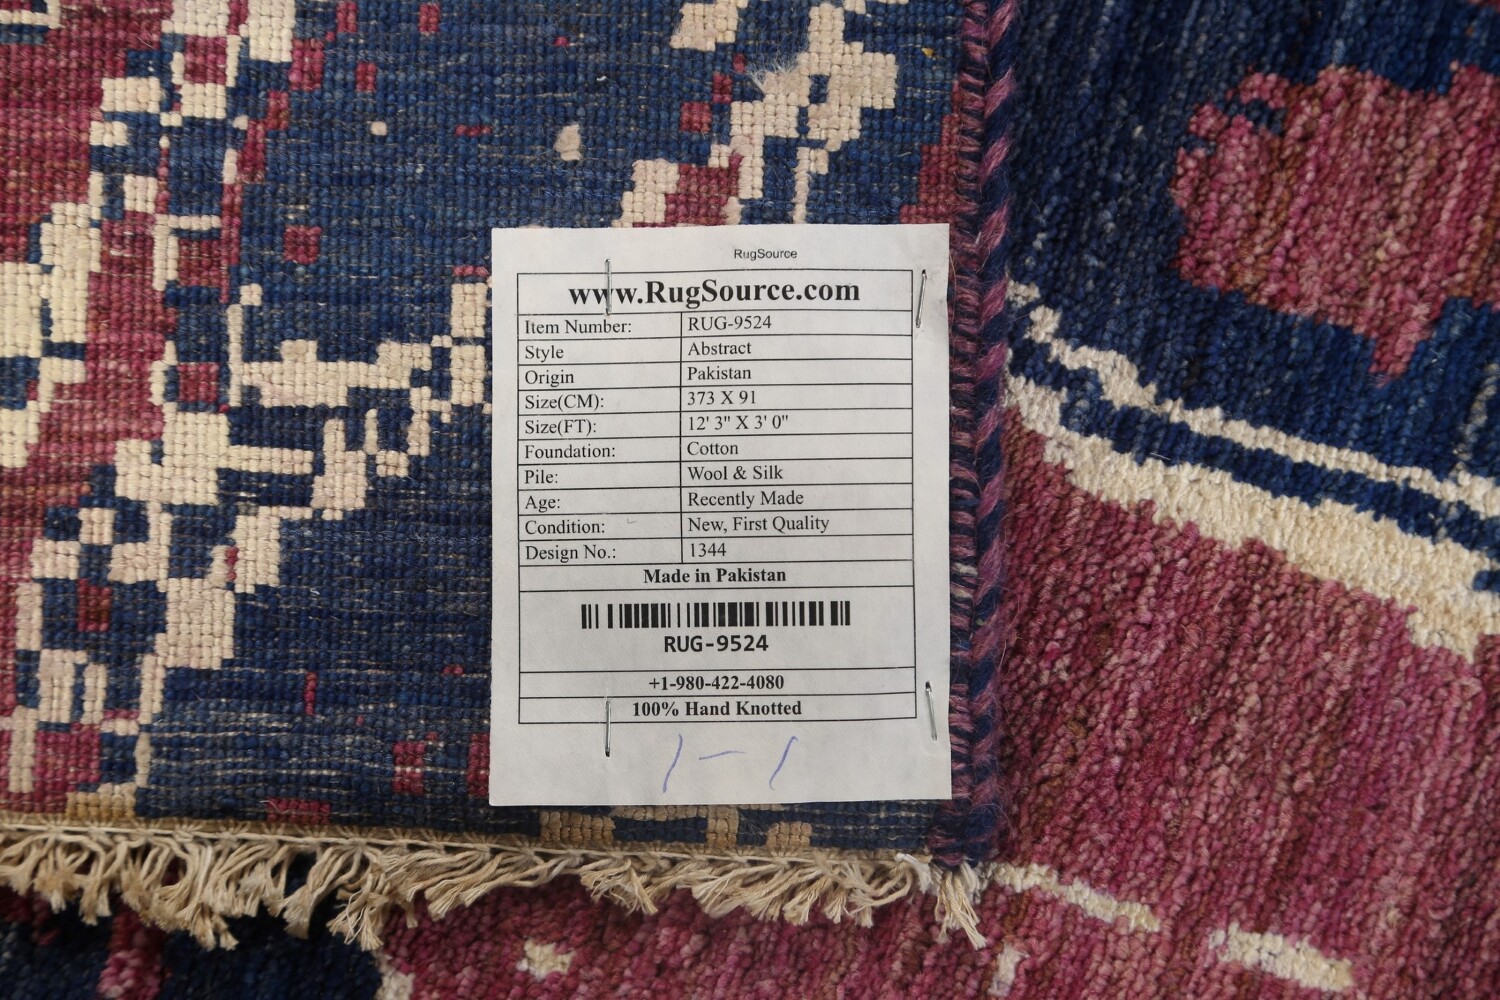 RugSource
www.RugSource.com
Item Number: RUG-9524
Style Abstract
Origin Pakistan
Size(CM): 373 X 91
Size(FT): 12' 3" X 3' 0"
Foundation: Cotton
Pile: Wool & Silk
Age: Recently Made
Condition: New, First Quality
Design No.: 1344
Made in Pakistan
RUG-9524
+1-980-422-4080
100% Hand Knotted
1-1